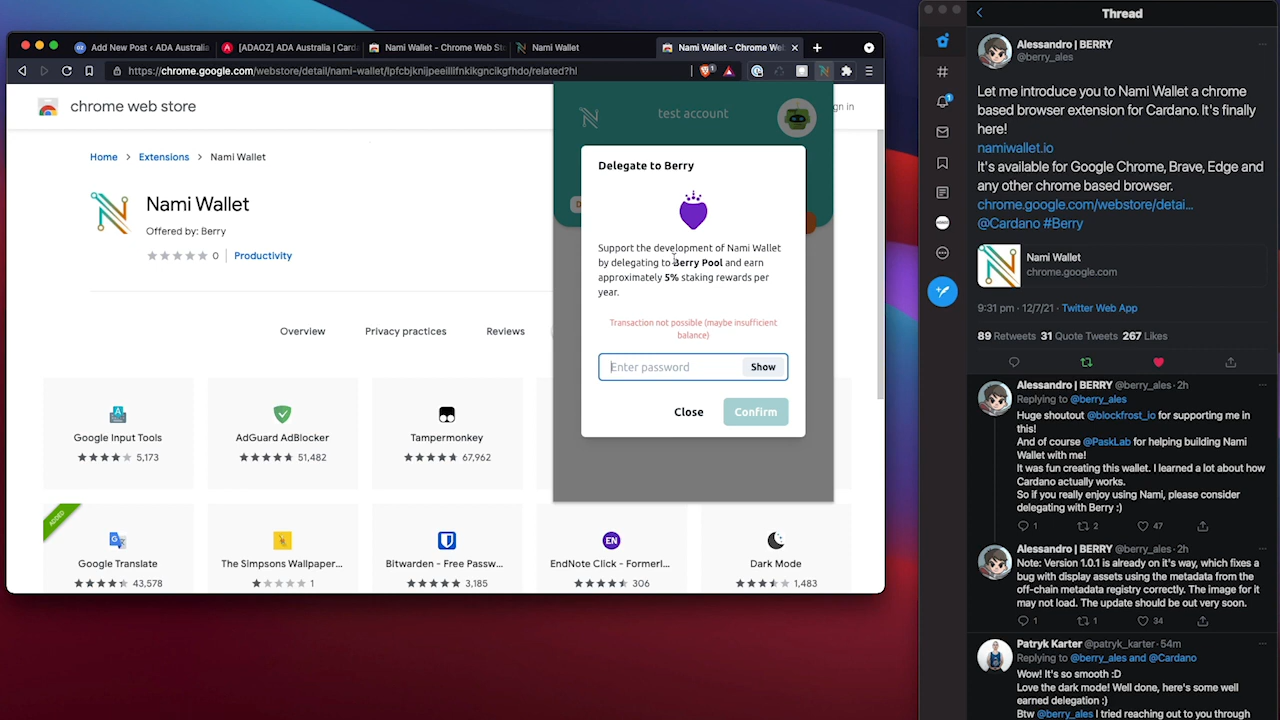 Add New Post ‹ ADA Australia
[ADAOZ] ADA Australia | Card
Nami Wallet - Chrome Web St
Nami Wallet
Nami Wallet - Chrome Web
https://chrome.google.com/webstore/detail/nami-wallet/lpfcbjknijpeeillifnkikgncikgfhdo/related?hl
chrome web store
gn in
Home > Extensions > Nami Wallet
Nami Wallet
Offered by: Berry
0 Productivity
Overview
Privacy practices
Reviews
Google Input Tools
5,173
AdGuard AdBlocker
51,482
Tampermonkey
67,962
ADDED
Google Translate
43,578
The Simpsons Wallpaper...
1
Bitwarden - Free Passw...
3,185
EN
EndNote Click - Formerl...
306
Dark Mode
1,483
test account
Delegate to Berry
Support the development of Nami Wallet
by delegating to Berry Pool and earn
approximately 5% staking rewards per
year.
Transaction not possible (maybe insufficient
balance)
Enter password
Show
Close
Confirm
Thread
Alessandro | BERRY
@berry_ales
Let me introduce you to Nami Wallet a chrome
based browser extension for Cardano. It's finally
here!
namiwallet.io
It's available for Google Chrome, Brave, Edge and
any other chrome based browser.
chrome.google.com/webstore/detai...
@Cardano #Berry
Nami Wallet
chrome.google.com
9:31 pm · 12/7/21 · Twitter Web App
89 Retweets 31 Quote Tweets 267 Likes
Alessandro | BERRY @berry_ales · 2h
Replying to @berry_ales
Huge shoutout @blockfrost_io for supporting me in
this!
And of course @PaskLab for helping building Nami
Wallet with me!
It was fun creating this wallet. I learned a lot about how
Cardano actually works.
So if you really enjoy using Nami, please consider
delegating with Berry :)
1 2 47
Alessandro | BERRY @berry_ales · 2h
Note: Version 1.0.1 is already on it's way, which fixes a
bug with display assets using the metadata from the
off-chain metadata registry correctly. The image for it
may not load. The update should be out very soon.
1 1 34
Patryk Karter @patryk_karter · 54m
Replying to @berry_ales and @Cardano
Wow! It's so smooth :D
Love the dark mode! Well done, here's some well
earned delegation :)
Btw @berry_ales I tried reaching out to you through